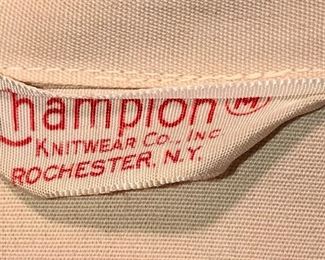 Champion M
KNITWEAR CO., INC
ROCHESTER, N.Y.